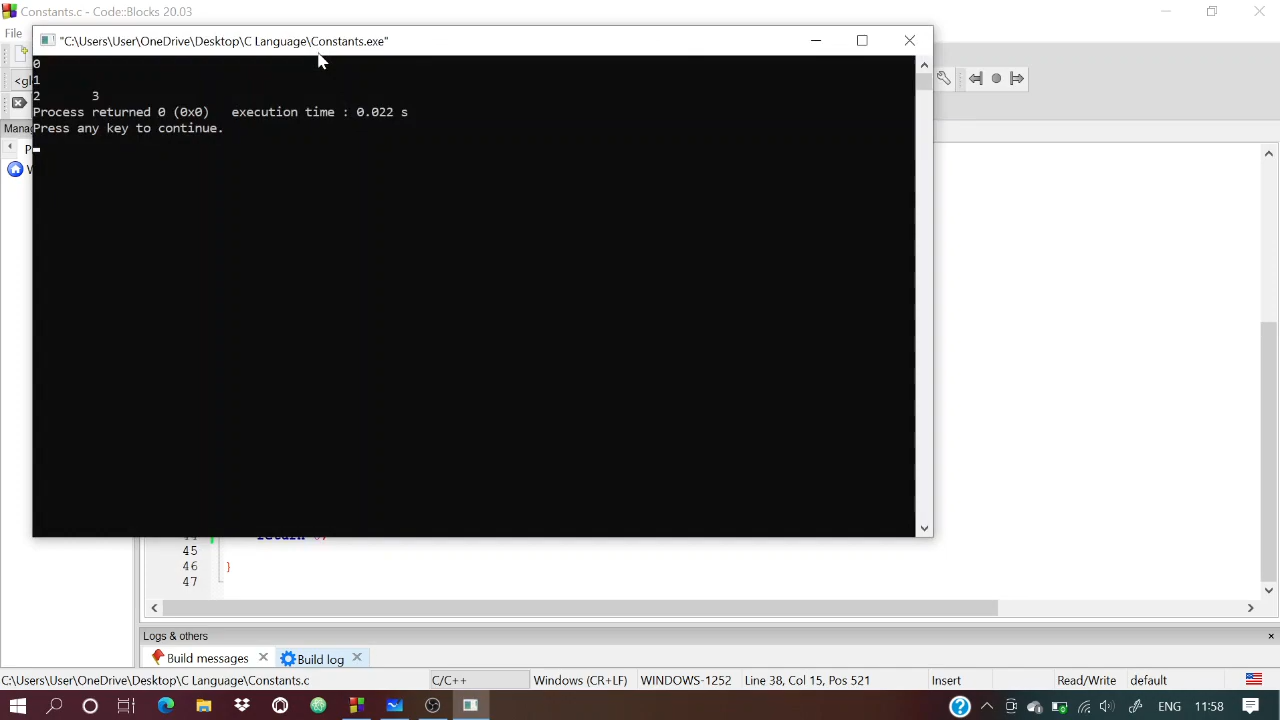 Constants.c - Code::Blocks 20.03
File
"C:\Users\User\OneDrive\Desktop\C Language\Constants.exe"
<gl
0
1
2 3
Process returned 0 (0x0) execution time : 0.022 s
Press any key to continue.
Mana
P
W
45
46 }
47
Logs & others
Build messages
Build log
C:\Users\User\OneDrive\Desktop\C Language\Constants.c C/C++ Windows (CR+LF) WINDOWS-1252 Line 38, Col 15, Pos 521 Insert Read/Write default
ENG 11:58